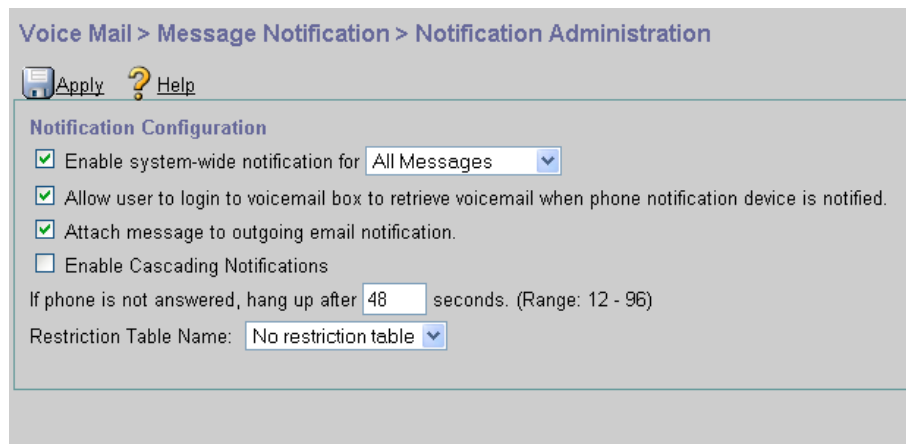 Voice Mail > Message Notification > Notification Administration
Apply Help
Notification Configuration
Enable system-wide notification for All Messages
Allow user to login to voicemail box to retrieve voicemail when phone notification device is notified.
Attach message to outgoing email notification.
Enable Cascading Notifications
If phone is not answered, hang up after 48 seconds. (Range: 12 - 96)
Restriction Table Name: No restriction table